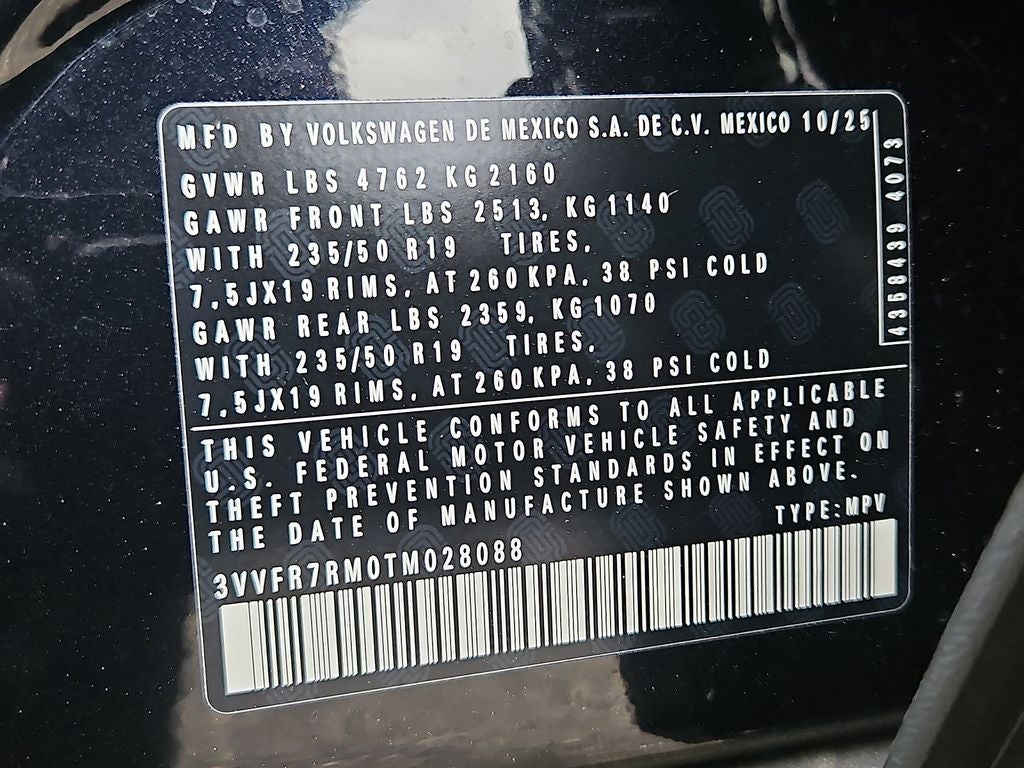 MFD BY VOLKSWAGEN DE MEXICO S.A. DE C.V. MEXICO 10/25
GVWR LBS 4762 KG 2160
GAWR FRONT LBS 2513, KG 1140
WITH 235/50 R19 TIRES,
7,5JX19 RIMS, AT 260 KPA, 38 PSI COLD
GAWR REAR LBS 2359, KG 1070
WITH 235/50 R19 TIRES,
7,5JX19 RIMS, AT 260 KPA, 38 PSI COLD
4358439 4073
THIS VEHICLE CONFORMS TO ALL APPLICABLE
U.S. FEDERAL MOTOR VEHICLE SAFETY AND
THEFT PREVENTION STANDARDS IN EFFECT ON
THE DATE OF MANUFACTURE SHOWN ABOVE.
TYPE:MPV
3VVFR7RM0TM028088